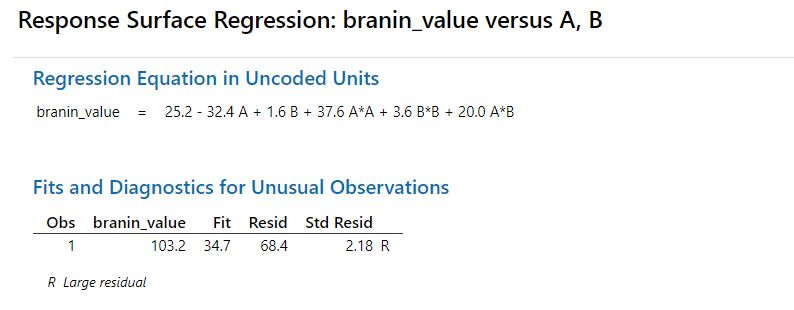 Response Surface Regression: branin_value versus A, B
Regression Equation in Uncoded Units
branin_value = 25.2 - 32.4 A + 1.6 B + 37.6 A*A + 3.6 B*B + 20.0 A*B
Fits and Diagnostics for Unusual Observations
Obs branin_value Fit Resid Std Resid
1 103.2 34.7 68.4 2.18 R
R Large residual